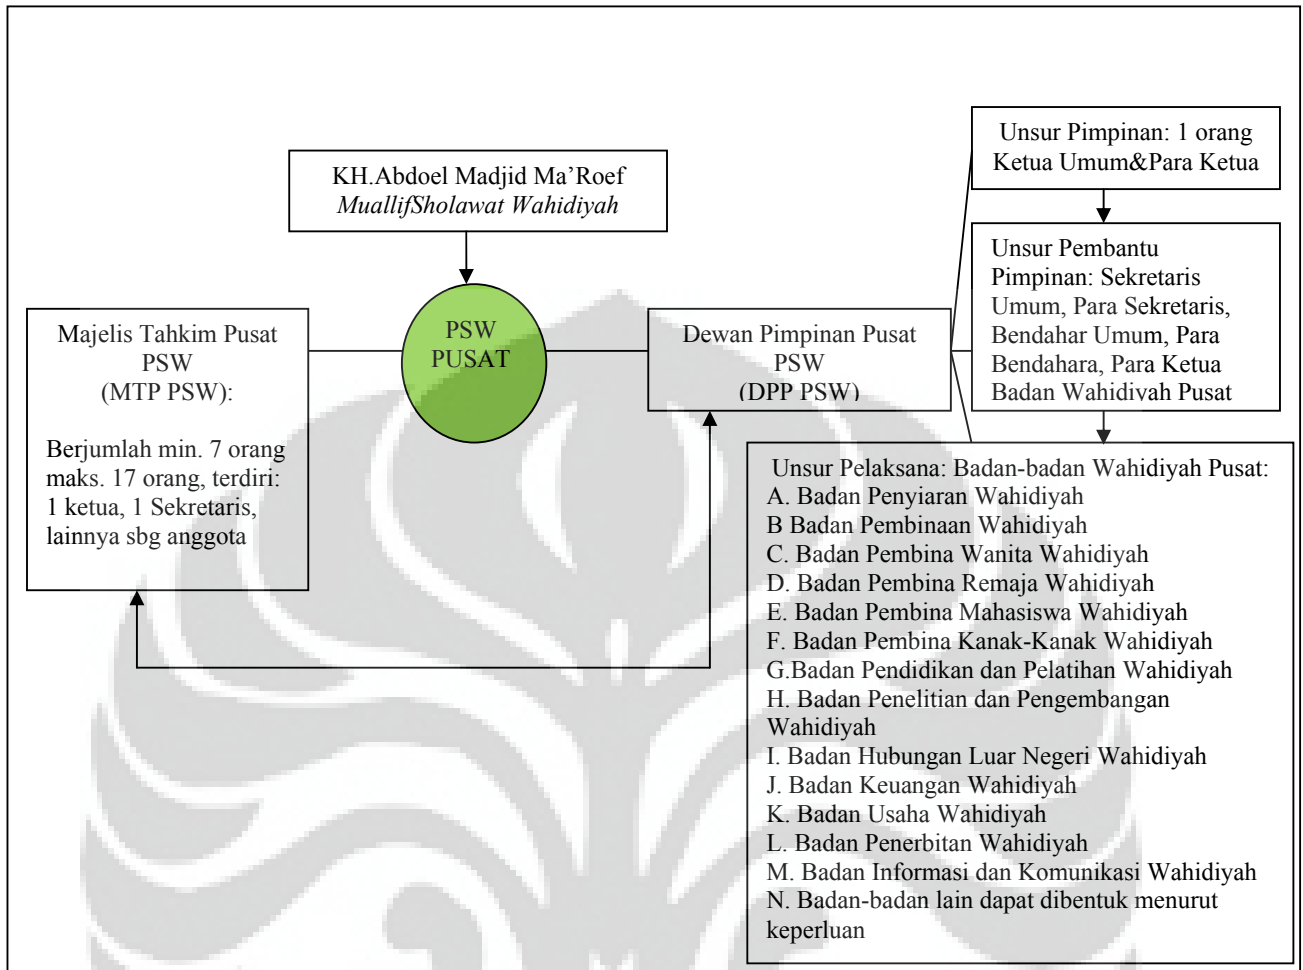 KH.Abdoel Madjid Ma’Roef
MuallifSholawat Wahidiyah
PSW
PUSAT
Majelis Tahkim Pusat
PSW
(MTP PSW):
Berjumlah min. 7 orang
maks. 17 orang, terdiri:
1 ketua, 1 Sekretaris,
lainnya sbg anggota
Dewan Pimpinan Pusat
PSW
(DPP PSW)
Unsur Pimpinan: 1 orang
Ketua Umum&Para Ketua
Unsur Pembantu
Pimpinan: Sekretaris
Umum, Para Sekretaris,
Bendahar Umum, Para
Bendahara, Para Ketua
Badan Wahidiyah Pusat
Unsur Pelaksana: Badan-badan Wahidiyah Pusat:
A. Badan Penyiaran Wahidiyah
B Badan Pembinaan Wahidiyah
C. Badan Pembina Wanita Wahidiyah
D. Badan Pembina Remaja Wahidiyah
E. Badan Pembina Mahasiswa Wahidiyah
F. Badan Pembina Kanak-Kanak Wahidiyah
G.Badan Pendidikan dan Pelatihan Wahidiyah
H. Badan Penelitian dan Pengembangan
Wahidiyah
I. Badan Hubungan Luar Negeri Wahidiyah
J. Badan Keuangan Wahidiyah
K. Badan Usaha Wahidiyah
L. Badan Penerbitan Wahidiyah
M. Badan Informasi dan Komunikasi Wahidiyah
N. Badan-badan lain dapat dibentuk menurut
keperluan